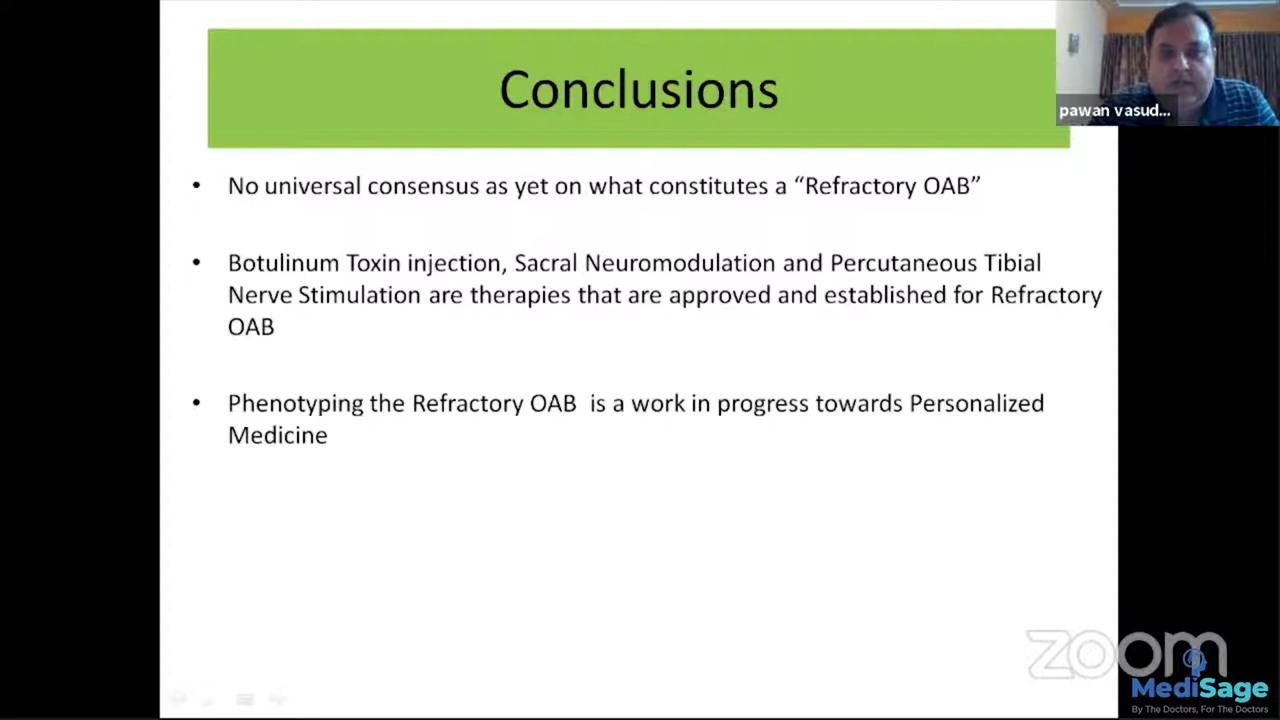 Conclusions
pawan vasud...
• No universal consensus as yet on what constitutes a “Refractory OAB”
• Botulinum Toxin injection, Sacral Neuromodulation and Percutaneous Tibial
Nerve Stimulation are therapies that are approved and established for Refractory
OAB
• Phenotyping the Refractory OAB is a work in progress towards Personalized
Medicine
zoom
MediSage
By The Doctors, For The Doctors